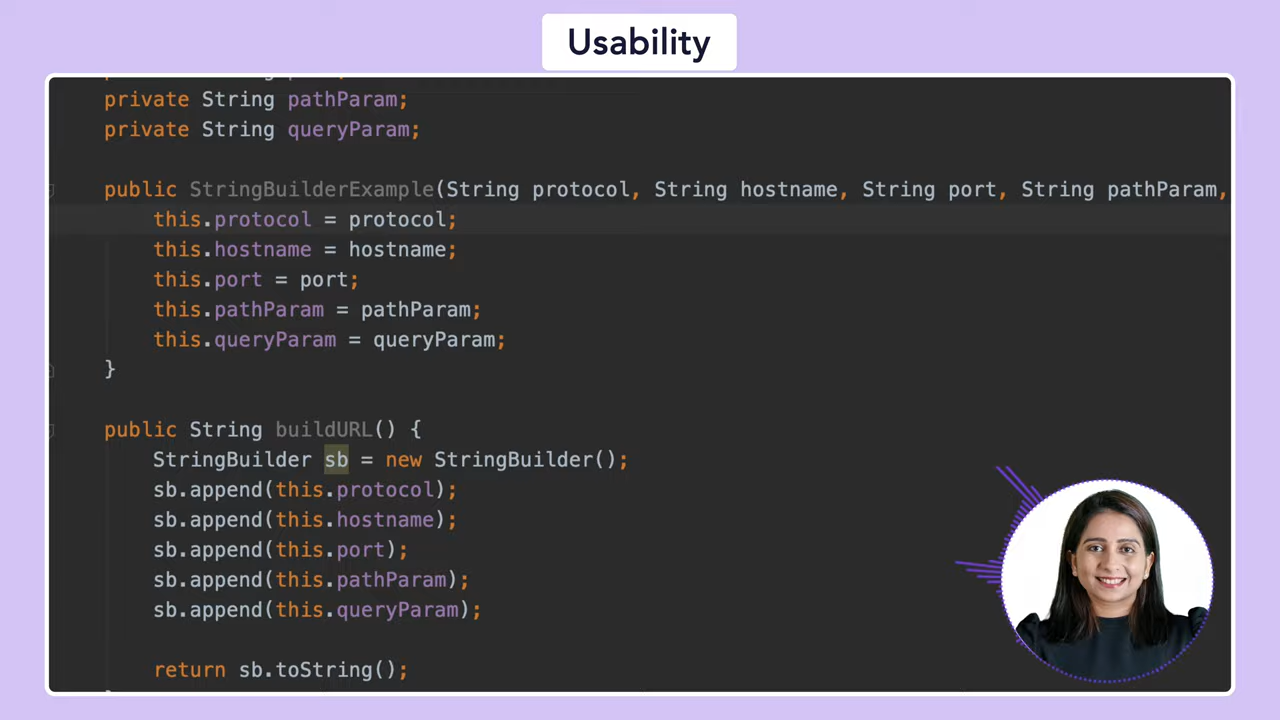 Usability
private String pathParam;
private String queryParam;
public StringBuilderExample(String protocol, String hostname, String port, String pathParam,
this.protocol = protocol;
this.hostname = hostname;
this.port = port;
this.pathParam = pathParam;
this.queryParam = queryParam;
}
public String buildURL() {
StringBuilder sb = new StringBuilder();
sb.append(this.protocol);
sb.append(this.hostname);
sb.append(this.port);
sb.append(this.pathParam);
sb.append(this.queryParam);
return sb.toString();